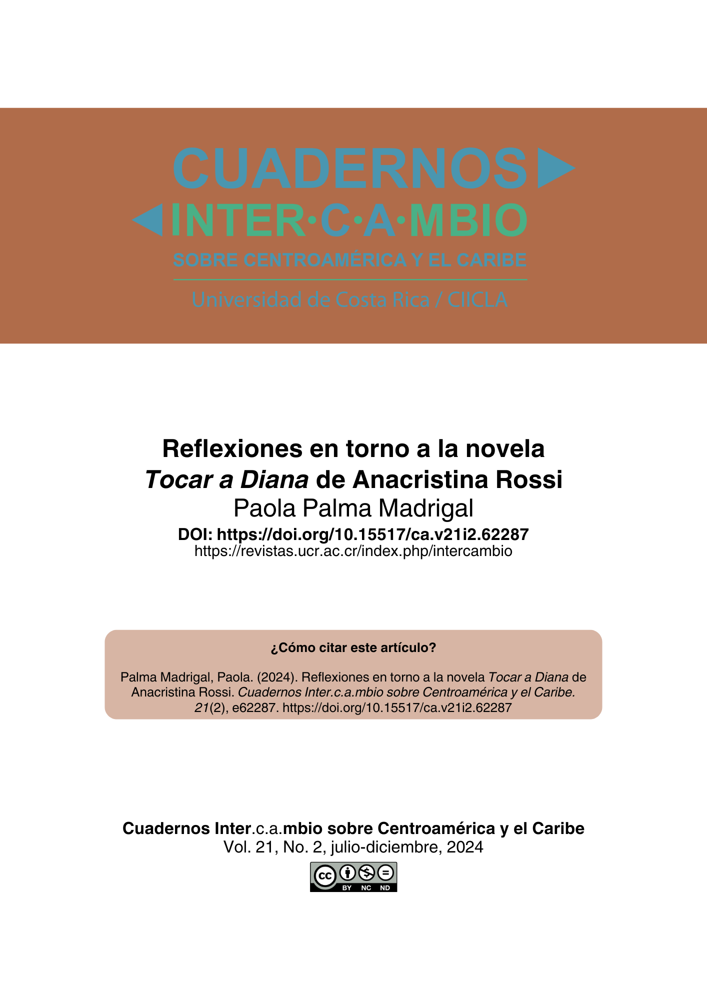 CUADERNOS
INTER·C·A·MBIO
SOBRE CENTROAMÉRICA Y EL CARIBE
Universidad de Costa Rica / CIICLA
Reflexiones en torno a la novela
Tocar a Diana de Anacristina Rossi
Paola Palma Madrigal
DOI: https://doi.org/10.15517/ca.v21i2.62287
https://revistas.ucr.ac.cr/index.php/intercambio
¿Cómo citar este artículo?
Palma Madrigal, Paola. (2024). Reflexiones en torno a la novela Tocar a Diana de
Anacristina Rossi. Cuadernos Inter.c.a.mbio sobre Centroamérica y el Caribe.
21(2), e62287. https://doi.org/10.15517/ca.v21i2.62287
Cuadernos Inter.c.a.mbio sobre Centroamérica y el Caribe
Vol. 21, No. 2, julio-diciembre, 2024
cc BY NC ND